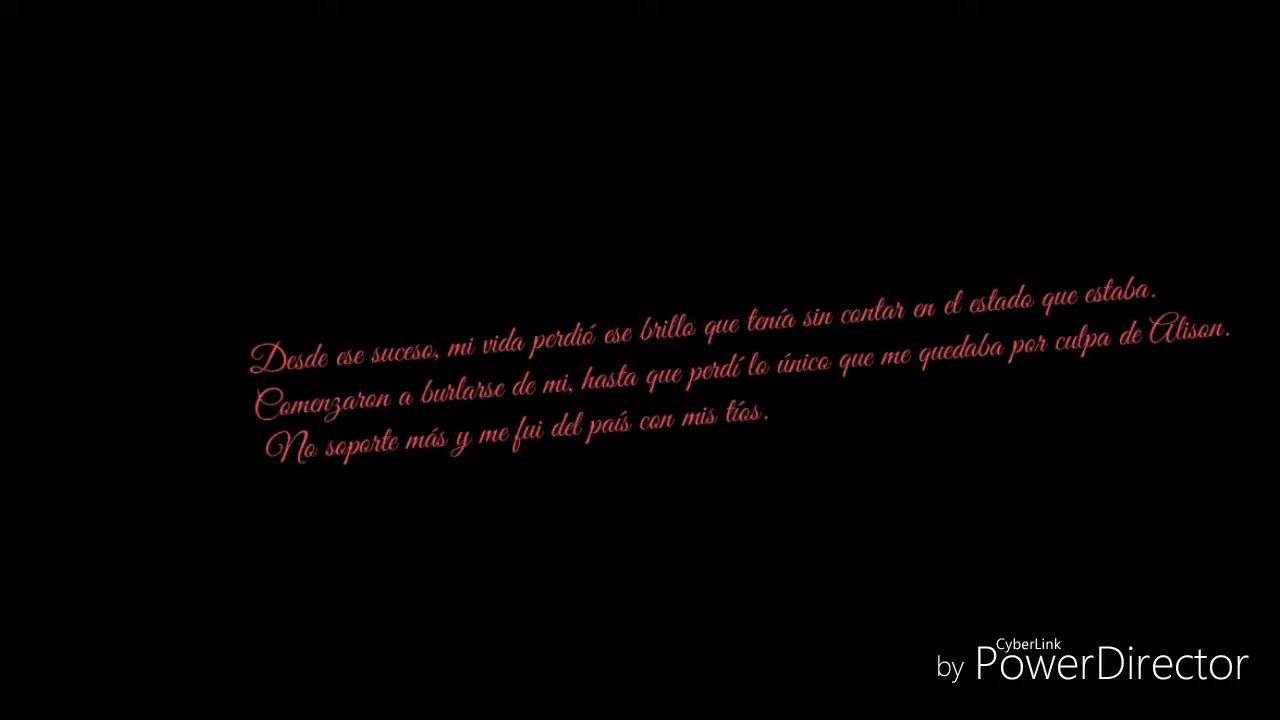 Desde ese suceso, mi vida perdió ese brillo que tenía sin contar en el estado que estaba.
Comenzaron a burlarse de mi, hasta que perdí lo único que me quedaba por culpa de Alison.
No soporte más y me fui del país con mis tíos.
CyberLink
by PowerDirector